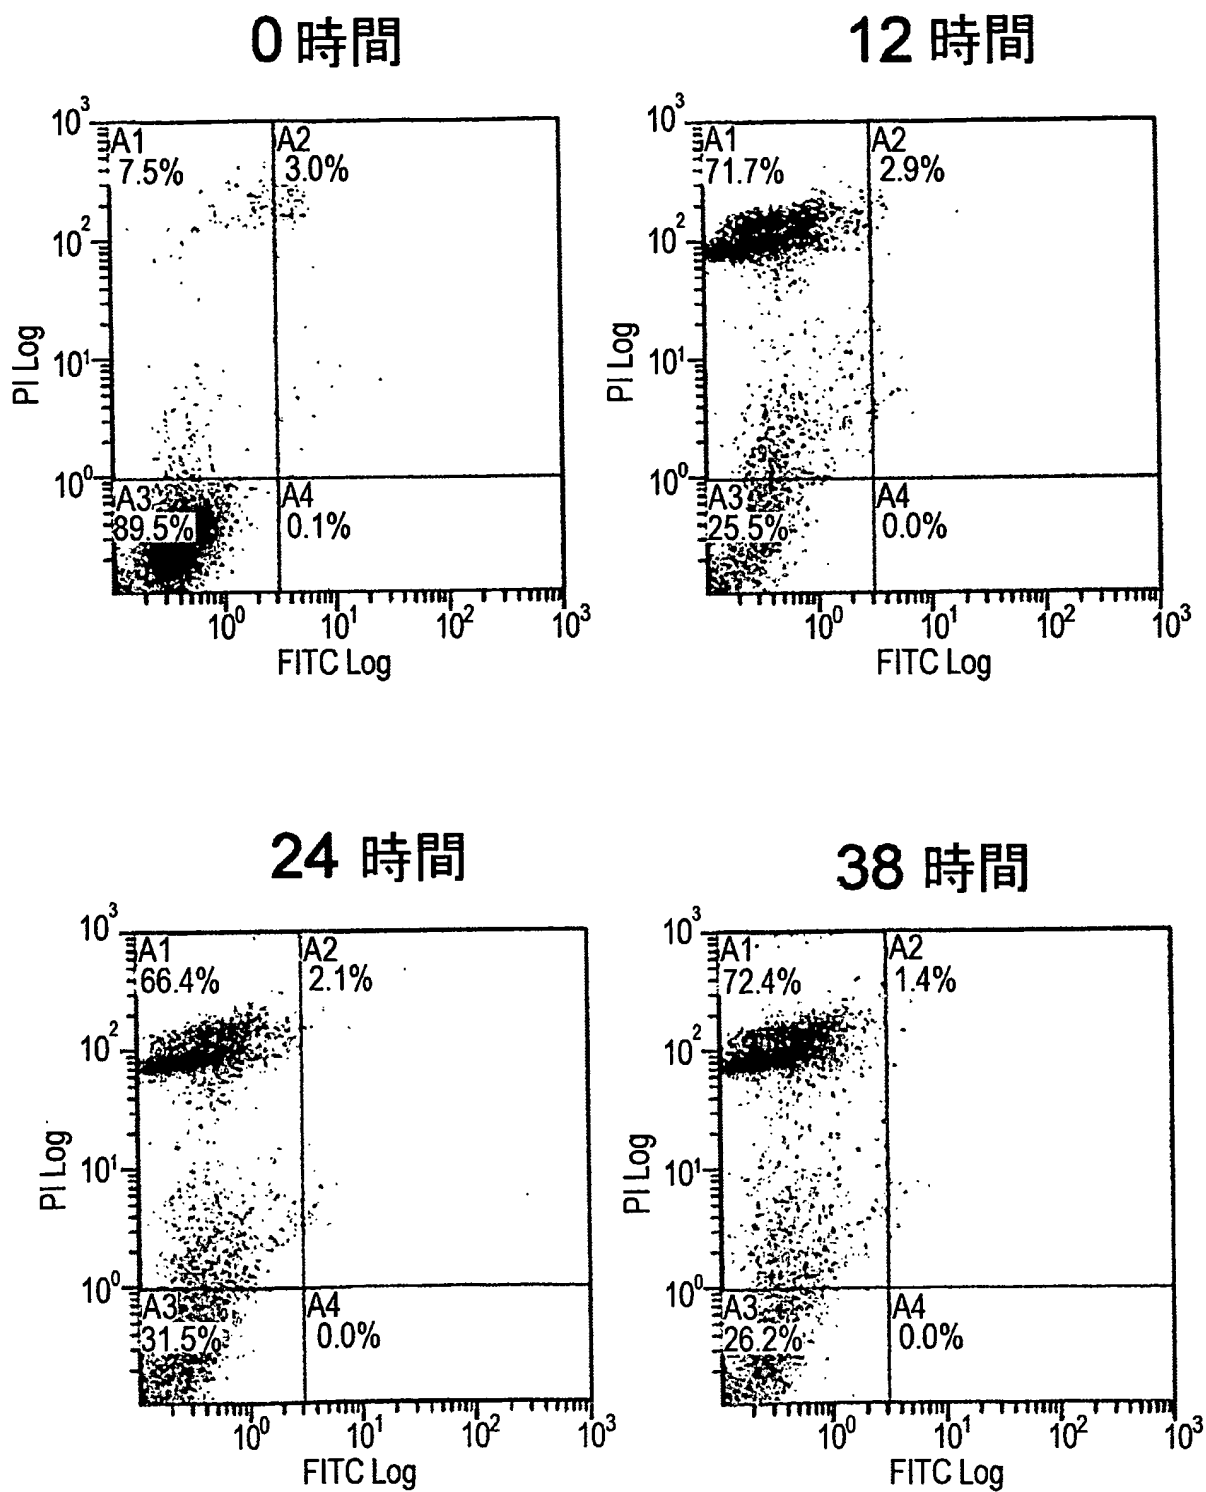 0 時間
10³
A1
7.5%
A2
3.0%
10²
PI Log
10¹
10⁰
A3
89.5%
A4
0.1%
10⁰ 10¹ 10² 10³
FITC Log
12 時間
10³
A1
71.7%
A2
2.9%
10²
PI Log
10¹
10⁰
A3
25.5%
A4
0.0%
10⁰ 10¹ 10² 10³
FITC Log
24 時間
10³
A1
66.4%
A2
2.1%
10²
PI Log
10¹
10⁰
A3
31.5%
A4
0.0%
10⁰ 10¹ 10² 10³
FITC Log
38 時間
10³
A1
72.4%
A2
1.4%
10²
PI Log
10¹
10⁰
A3
26.2%
A4
0.0%
10⁰ 10¹ 10² 10³
FITC Log